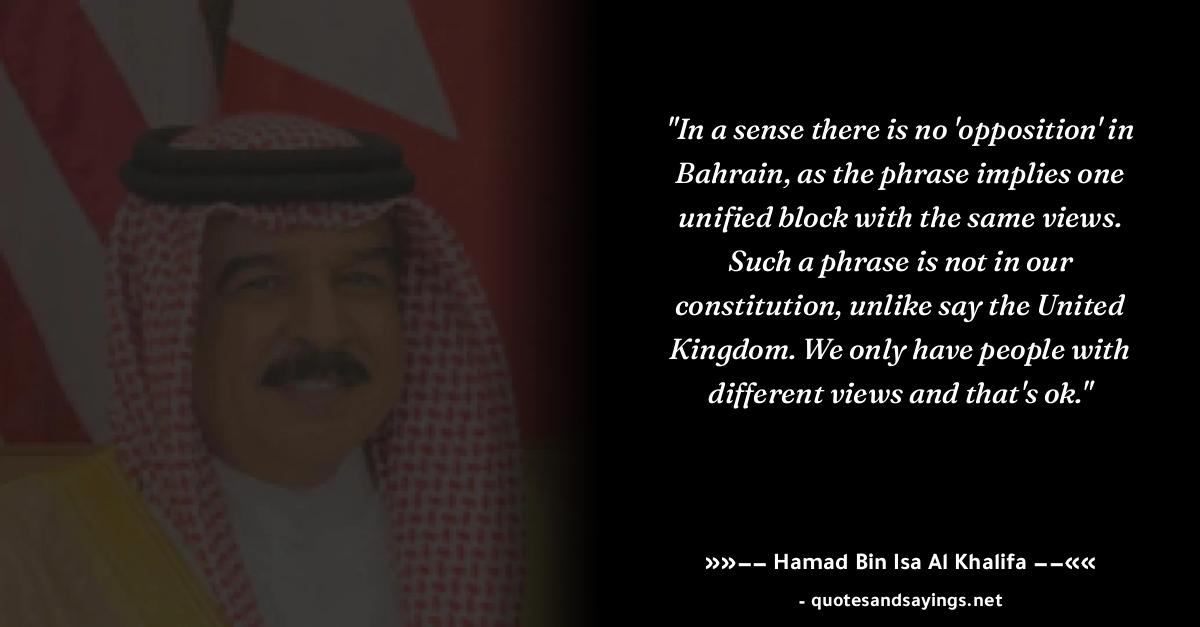 "In a sense there is no 'opposition' in
Bahrain, as the phrase implies one
unified block with the same views.
Such a phrase is not in our
constitution, unlike say the United
Kingdom. We only have people with
different views and that's ok."
»»−− Hamad Bin Isa Al Khalifa −−««
- quotesandsayings.net